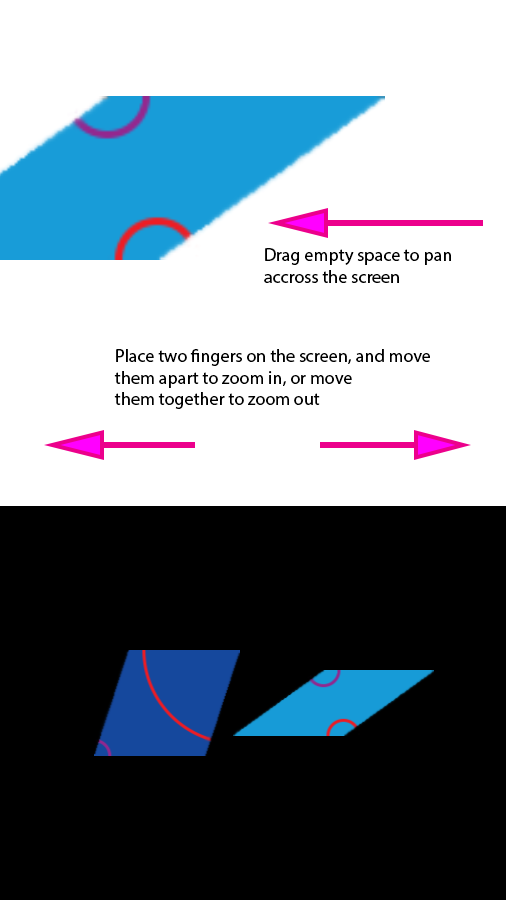 Drag empty space to pan
accross the screen
Place two fingers on the screen, and move
them apart to zoom in, or move
them together to zoom out